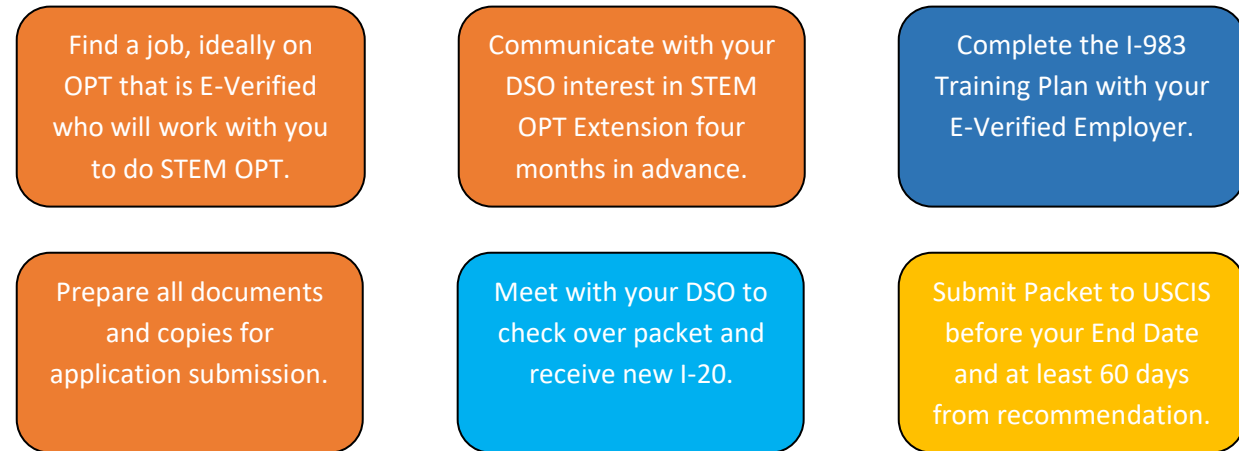 Find a job, ideally on
OPT that is E-Verified
who will work with you
to do STEM OPT.
Communicate with your
DSO interest in STEM
OPT Extension four
months in advance.
Complete the I-983
Training Plan with your
E-Verified Employer.
Prepare all documents
and copies for
application submission.
Meet with your DSO to
check over packet and
receive new I-20.
Submit Packet to USCIS
before your End Date
and at least 60 days
from recommendation.